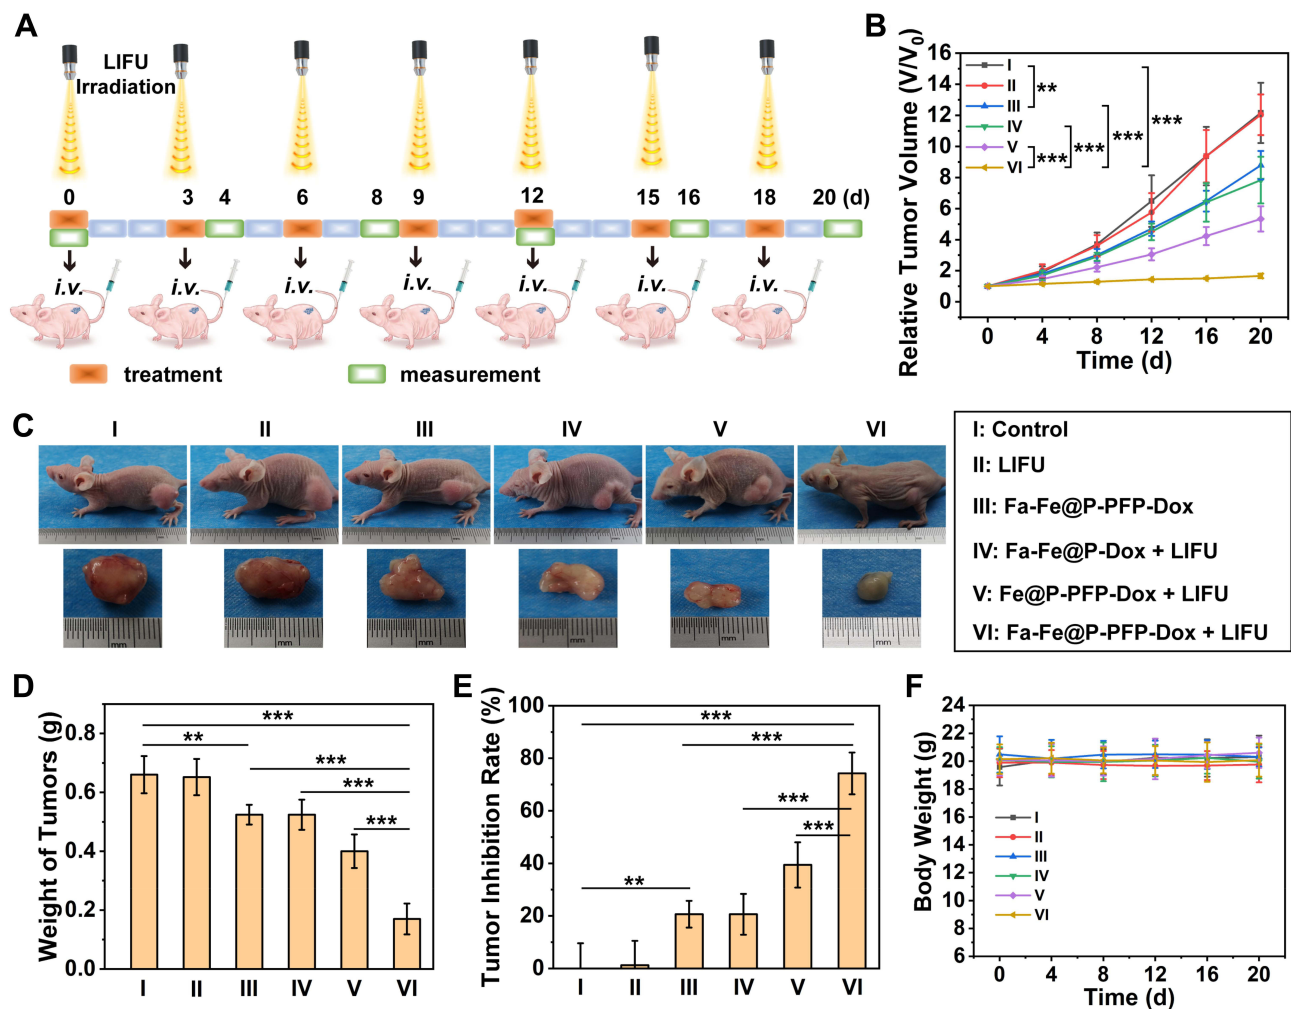 A
LIFU
Irradiation
0 3 4 6 8 9 12 15 16 18 20 (d)
i.v. i.v. i.v. i.v. i.v. i.v. i.v.
treatment
measurement
B
Relative Tumor Volume (V/V0)
16
14
12
10
8
6
4
2
0
I
II
III
IV
V
VI
**
***
***
***
***
0 4 8 12 16 20
Time (d)
C
I II III IV V VI
mm mm mm mm mm mm
I: Control
II: LIFU
III: Fa-Fe@P-PFP-Dox
IV: Fa-Fe@P-Dox + LIFU
V: Fe@P-PFP-Dox + LIFU
VI: Fa-Fe@P-PFP-Dox + LIFU
D
Weight of Tumors (g)
0.8
0.6
0.4
0.2
0.0
***
**
***
***
***
I II III IV V VI
E
Tumor Inhibition Rate (%)
100
80
60
40
20
0
***
***
***
***
**
I II III IV V VI
F
Body Weight (g)
24
22
20
18
16
14
12
10
8
6
I
II
III
IV
V
VI
0 4 8 12 16 20
Time (d)